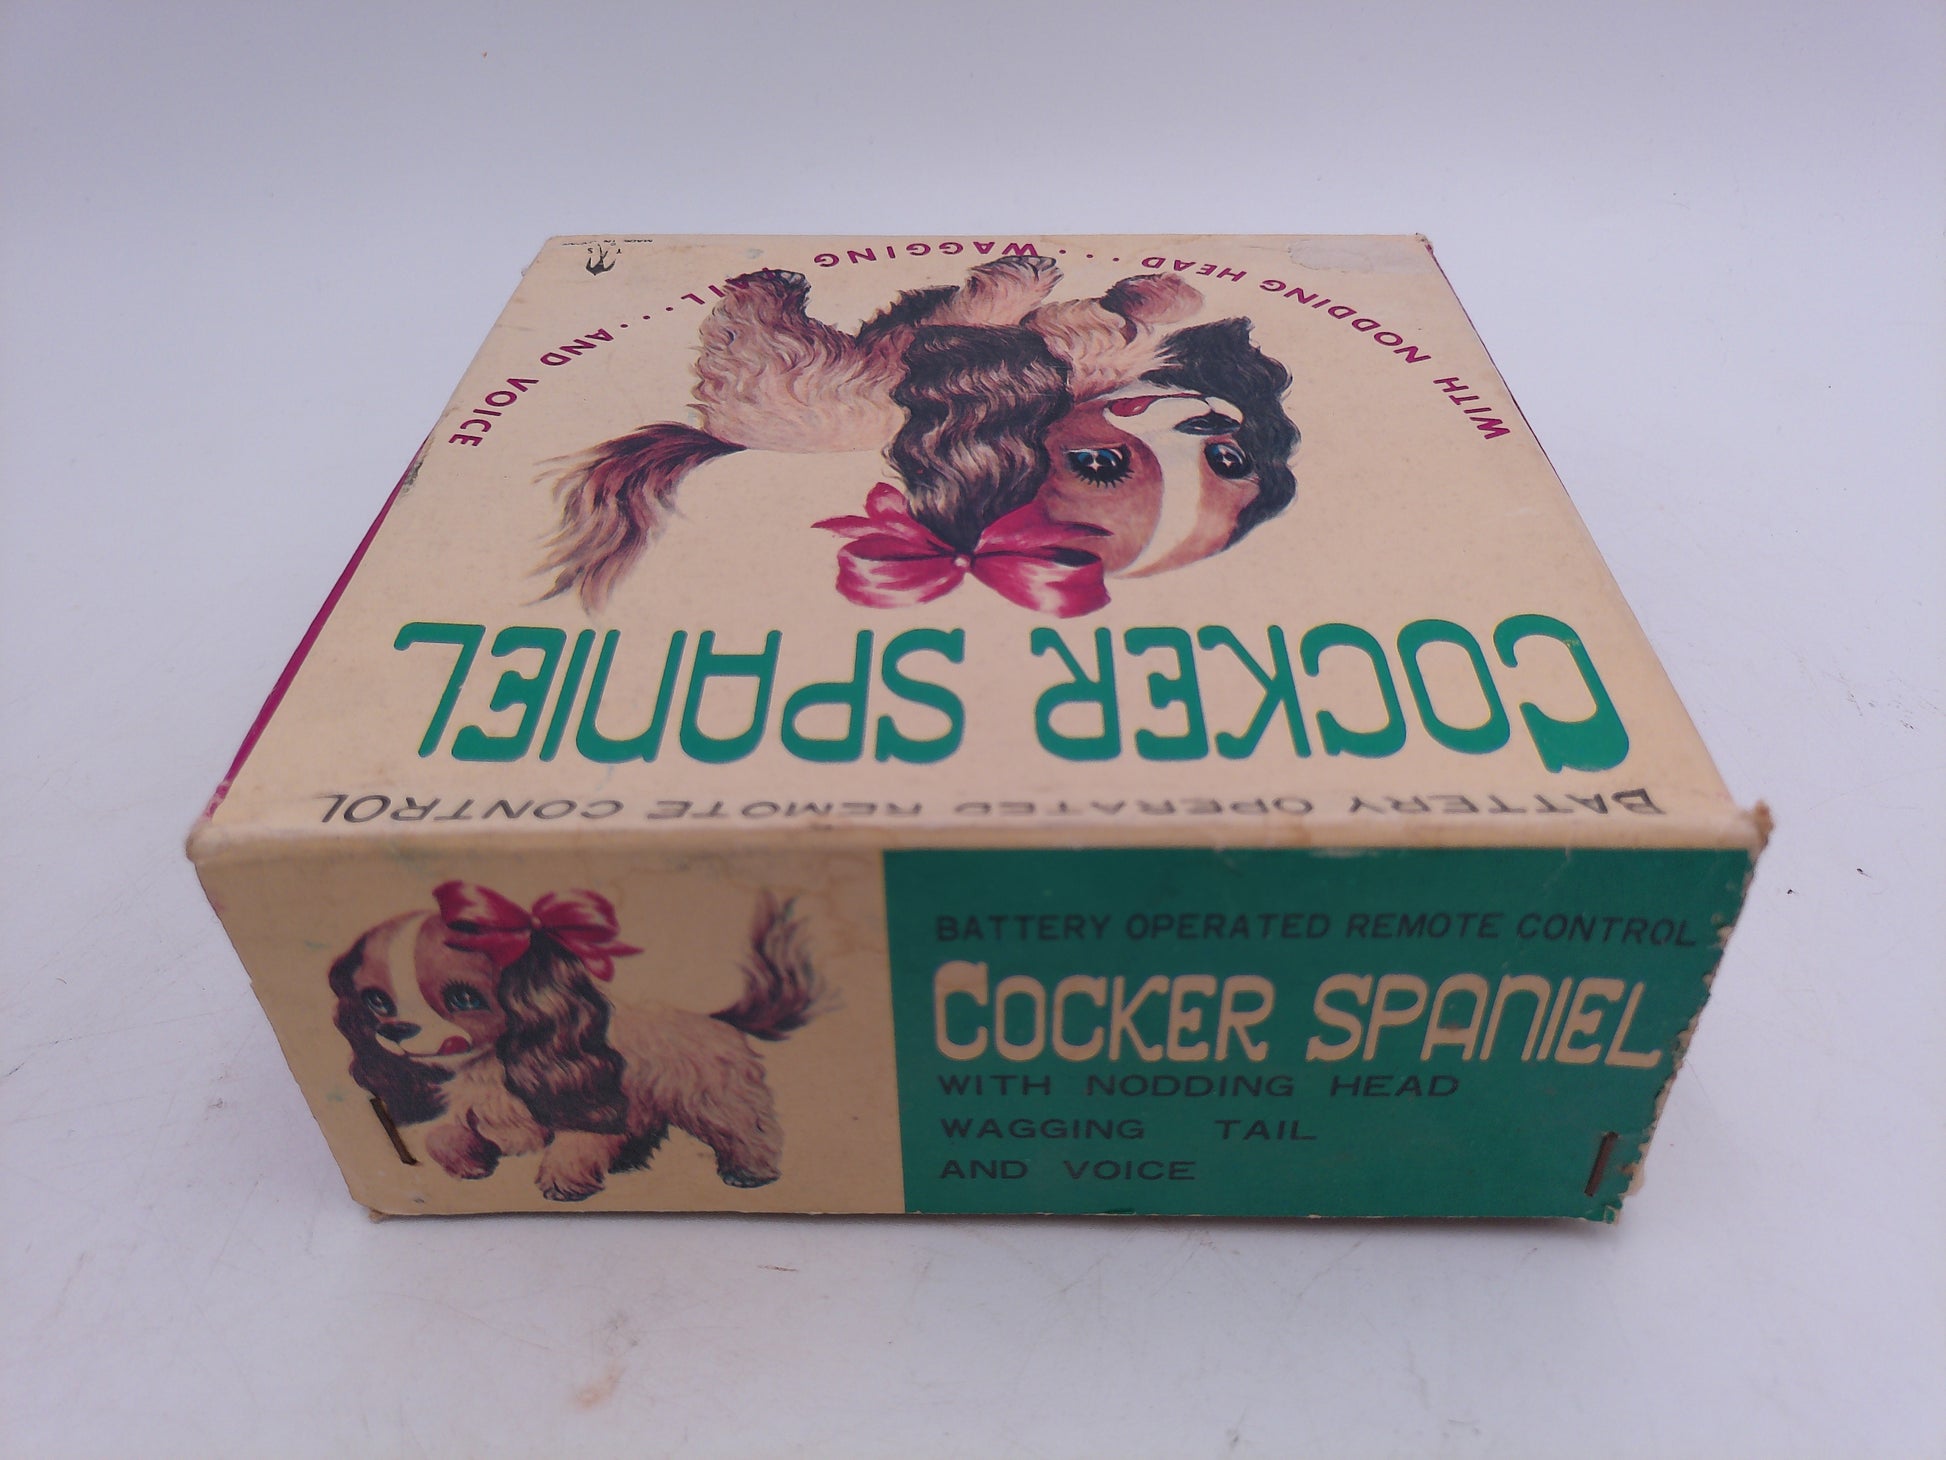 WITH NODDING HEAD...WAGGING TAIL...AND VOICE
COCKER SPANIEL
BATTERY OPERATED REMOTE CONTROL
BATTERY OPERATED REMOTE CONTROL
COCKER SPANIEL
WITH NODDING HEAD
WAGGING TAIL
AND VOICE